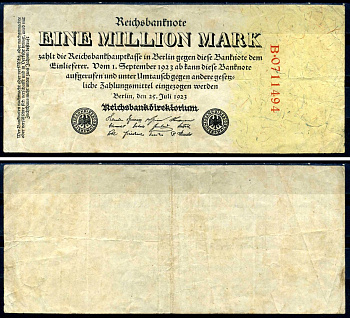 Reichsbanknote
EINE MILLION MARK
zahlt die Reichsbankhauptkasse in Berlin gegen diese Banknote dem
Einlieferer. Vom 1. September 1923 ab kann diese Banknote
aufgerufen und unter Umtausch gegen andere gesetz-
liche Zahlungsmittel eingezogen werden
Berlin, den 25. Juli 1923
Reichsbankdirektorium
B·0711494